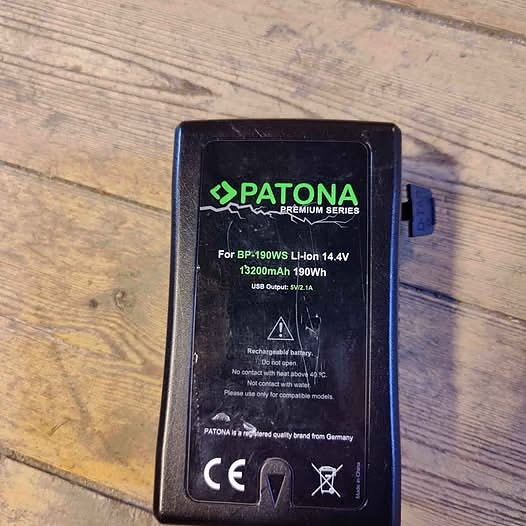 PATONA
PREMIUM SERIES
For BP-190WS Li-ion 14.4V
13200mAh 190Wh
USB Output: 5V/2.1A
Rechargeable battery.
Do not open.
No contact with heat above 40 ºC.
Not contact with water.
Please use only for compatible models.
PATONA is a registered quality brand from Germany
CE
Made in China